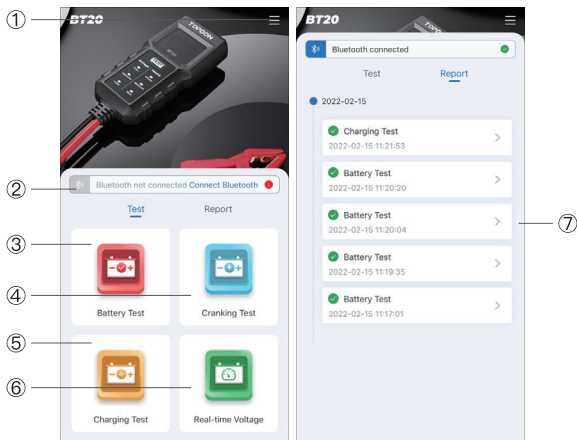 ① BT20
TOPDON
② Bluetooth not connected Connect Bluetooth
Test Report
③
④
Battery Test Cranking Test
⑤
⑥
Charging Test Real-time Voltage
BT20
Bluetooth connected
Test Report
2022-02-15
Charging Test
2022-02-15 11:21:53
Battery Test
2022-02-15 11:20:20
Battery Test
2022-02-15 11:20:04
⑦
Battery Test
2022-02-15 11:19:35
Battery Test
2022-02-15 11:17:01